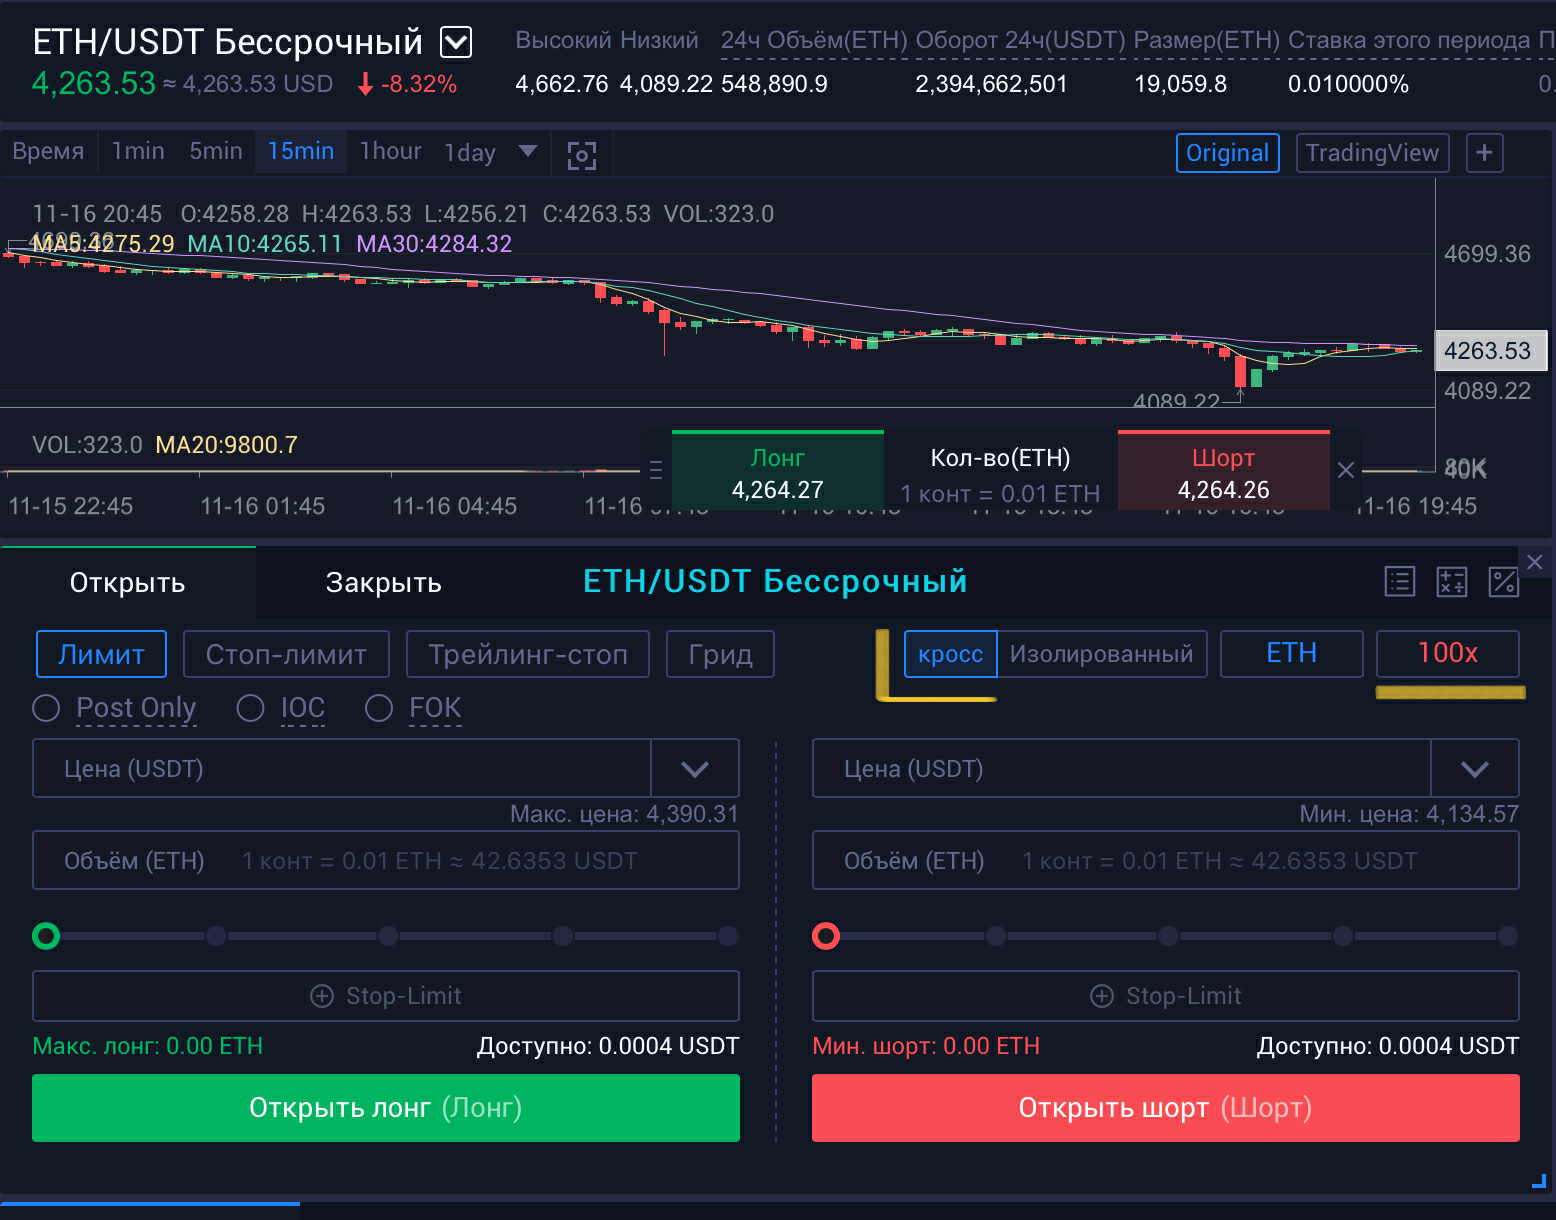 ETH/USDT Бессрочный
Высокий Низкий 24ч Объём(ETH) Оборот 24ч(USDT) Размер(ETH) Ставка этого периода П
4,263.53 ≈ 4,263.53 USD -8.32% 4,662.76 4,089.22 548,890.9 2,394,662,501 19,059.8 0.010000% 0.
Время 1min 5min 15min 1hour 1day Original TradingView +
11-16 20:45 O:4258.28 H:4263.53 L:4256.21 C:4263.53 VOL:323.0
MA5:4275.29 MA10:4265.11 MA30:4284.32
4699.36
4263.53
4089.22
4089.22
VOL:323.0 MA20:9800.7
Лонг Кол-во(ETH) Шорт
40K
4,264.27 1 конт = 0.01 ETH 4,264.26
11-15 22:45 11-16 01:45 11-16 04:45 11-16 11-16 19:45
Открыть Закрыть ETH/USDT Бессрочный
Лимит Стоп-лимит Трейлинг-стоп Грид кросс Изолированный ETH 100x
Post Only IOC FOK
Цена (USDT) Цена (USDT)
Макс. цена: 4,390.31 Мин. цена: 4,134.57
Объём (ETH) 1 конт = 0.01 ETH ≈ 42.6353 USDT Объём (ETH) 1 конт = 0.01 ETH ≈ 42.6353 USDT
Stop-Limit Stop-Limit
Макс. лонг: 0.00 ETH Доступно: 0.0004 USDT Мин. шорт: 0.00 ETH Доступно: 0.0004 USDT
Открыть лонг (Лонг) Открыть шорт (Шорт)